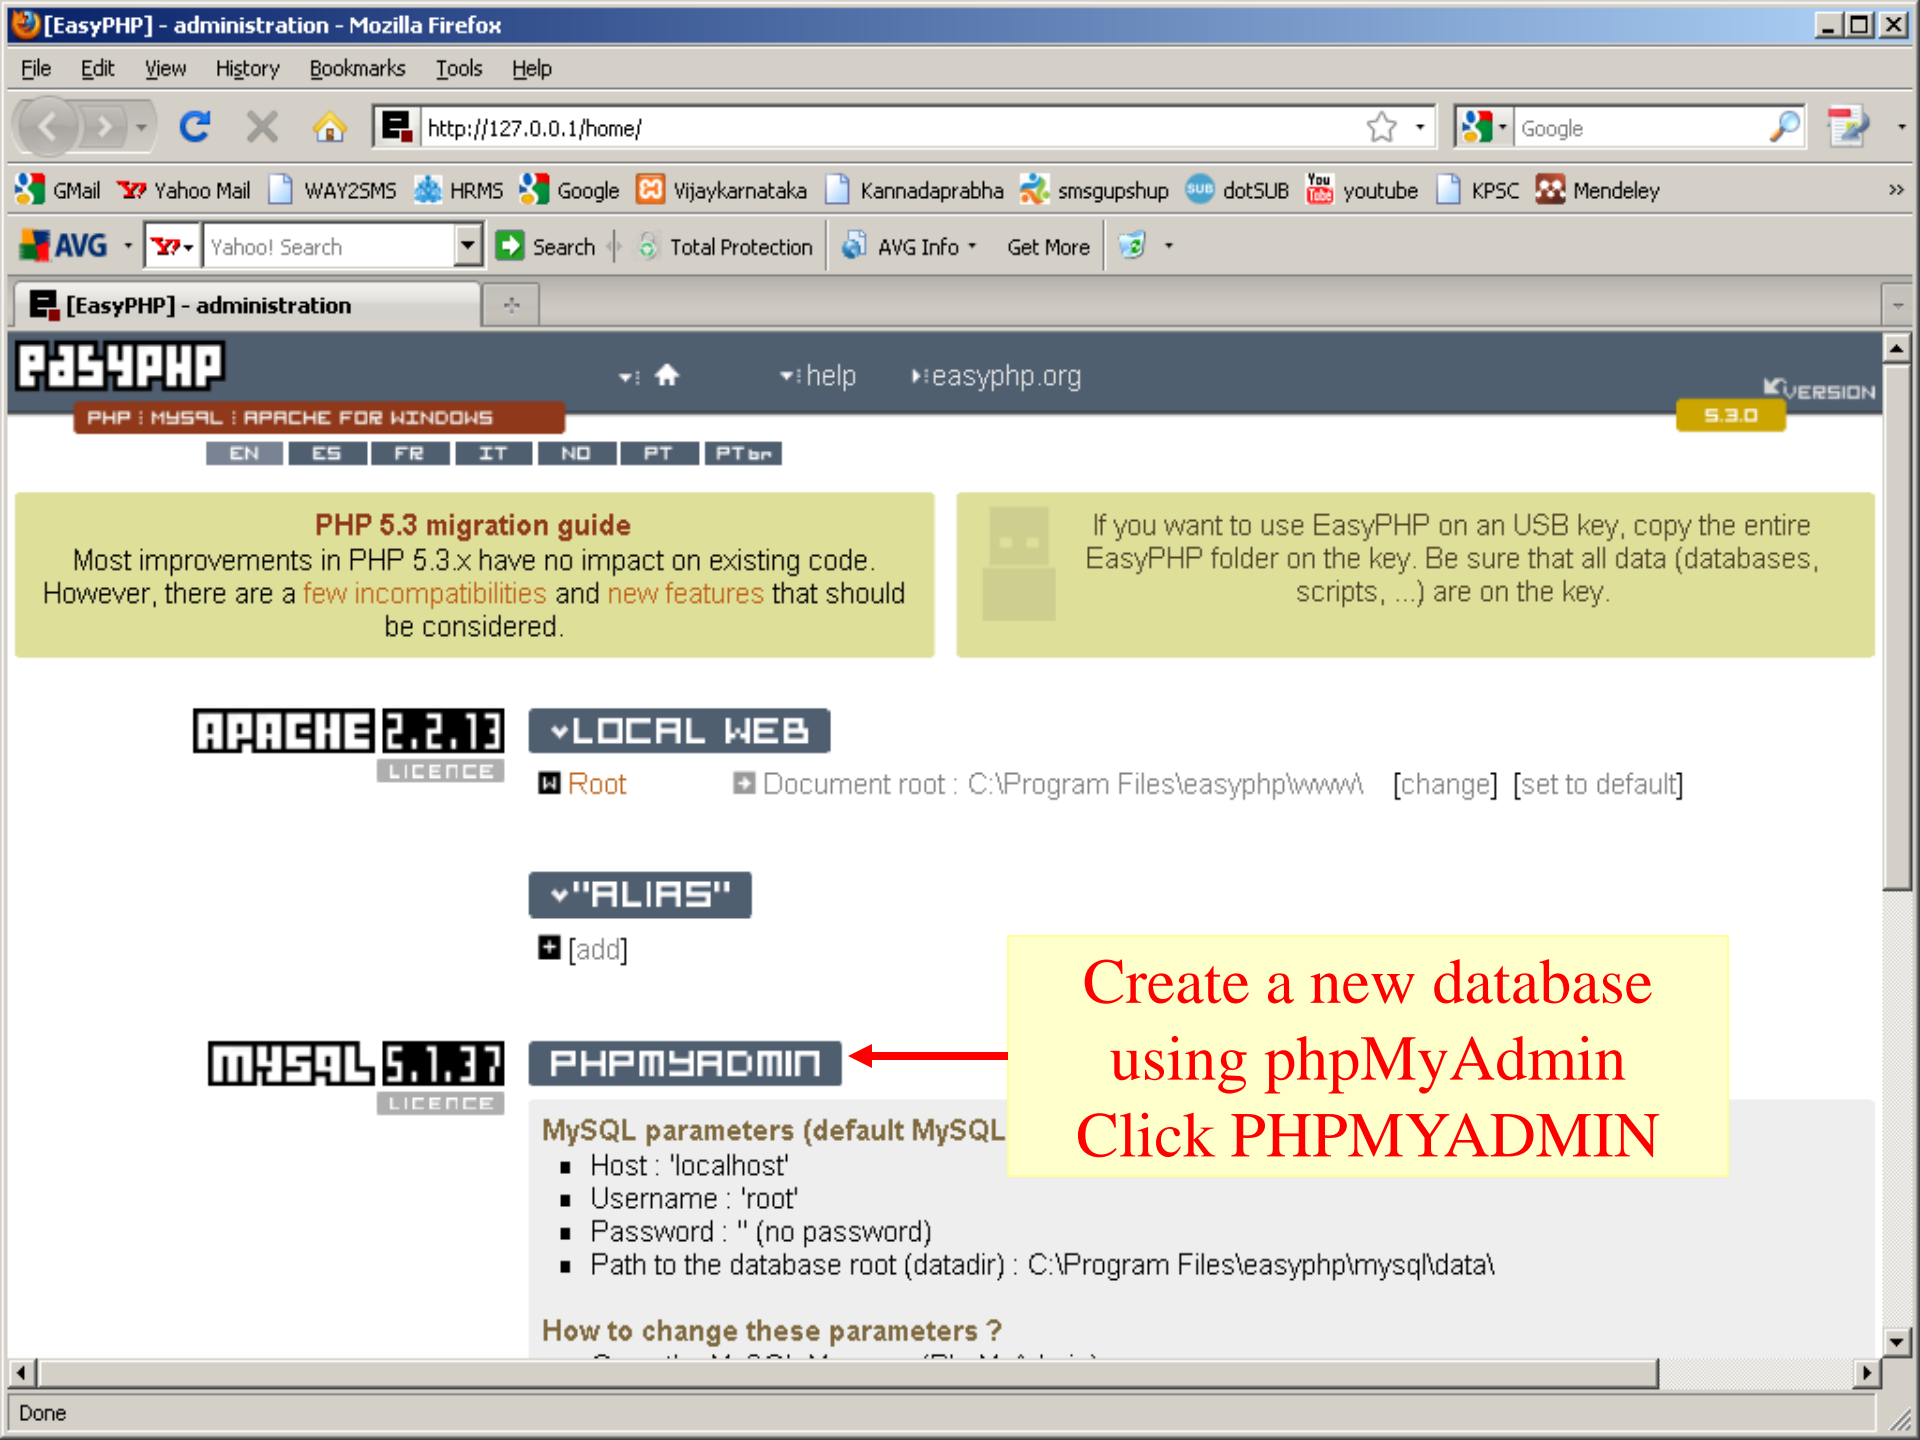 [EasyPHP] - administration - Mozilla Firefox
File Edit View History Bookmarks Tools Help
http://127.0.0.1/home/ Google
GMail Yahoo Mail WAY2SMS HRMS Google Vijaykarnataka Kannadaprabha smsgupshup dotSUB youtube KPSC Mendeley »
AVG Yahoo! Search Search Total Protection AVG Info Get More
[EasyPHP] - administration
easyPHP help easyphp.org VERSION
PHP : MYSQL : APACHE FOR WINDOWS 5.3.0
EN ES FR IT NO PT PTbr
PHP 5.3 migration guide
Most improvements in PHP 5.3.x have no impact on existing code.
However, there are a few incompatibilities and new features that should
be considered.
If you want to use EasyPHP on an USB key, copy the entire
EasyPHP folder on the key. Be sure that all data (databases,
scripts, ...) are on the key.
APACHE 2.2.13 LOCAL WEB
LICENCE
Root Document root : C:\Program Files\easyphp\www\ [change] [set to default]
"ALIAS"
[add]
Create a new database
using phpMyAdmin
Click PHPMYADMIN
MYSQL 5.1.37 PHPMYADMIN
LICENCE
MySQL parameters (default MySQL
Host : 'localhost'
Username : 'root'
Password : '' (no password)
Path to the database root (datadir) : C:\Program Files\easyphp\mysql\data\
How to change these parameters ?
Done